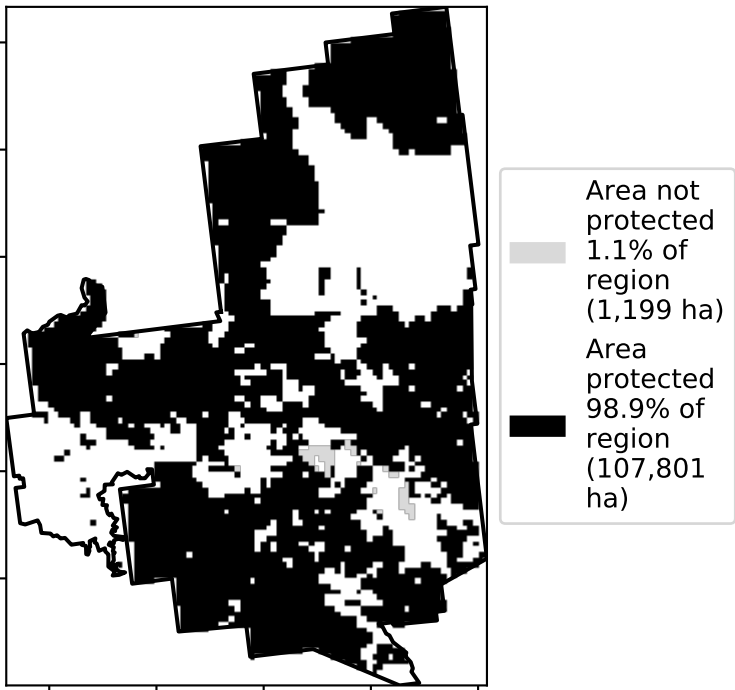 Area not
protected
1.1% of
region
(1,199 ha)
Area
protected
98.9% of
region
(107,801
ha)